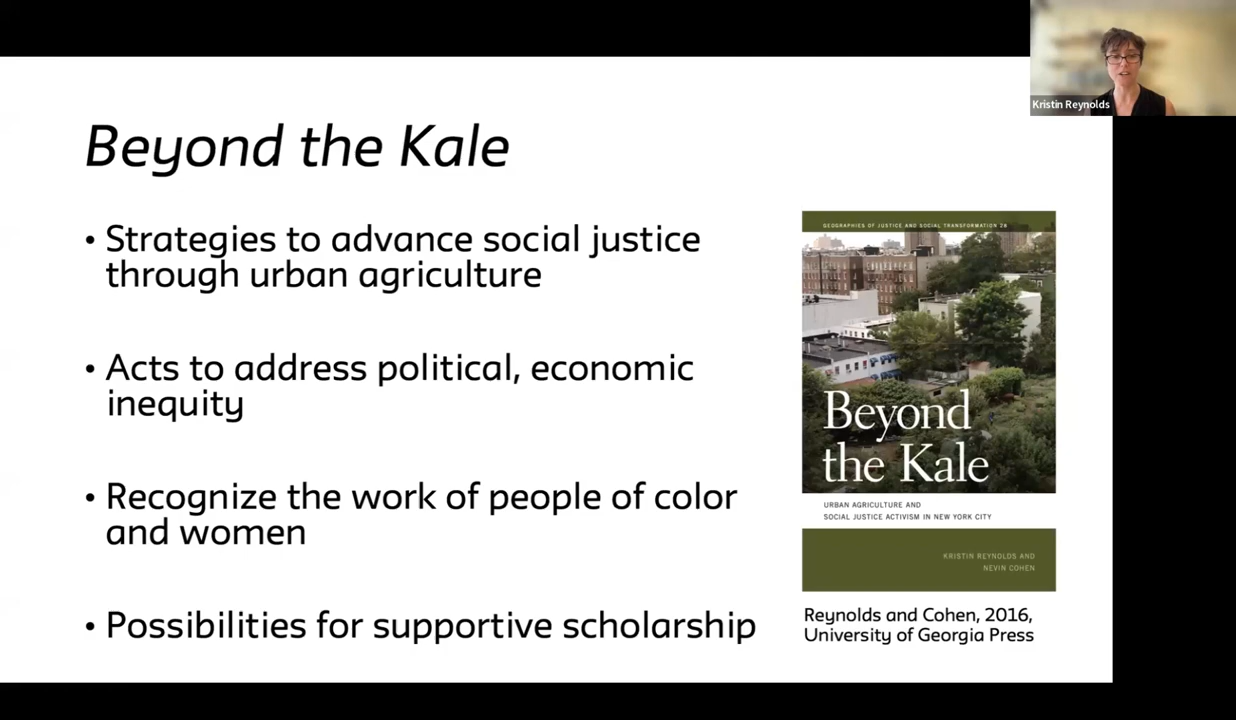 Kristin Reynolds
Beyond the Kale
• Strategies to advance social justice
through urban agriculture
• Acts to address political, economic
inequity
• Recognize the work of people of color
and women
• Possibilities for supportive scholarship
GEOGRAPHIES OF JUSTICE AND SOCIAL TRANSFORMATION 28
Beyond
the Kale
URBAN AGRICULTURE AND
SOCIAL JUSTICE ACTIVISM IN NEW YORK CITY
KRISTIN REYNOLDS AND
NEVIN COHEN
Reynolds and Cohen, 2016,
University of Georgia Press